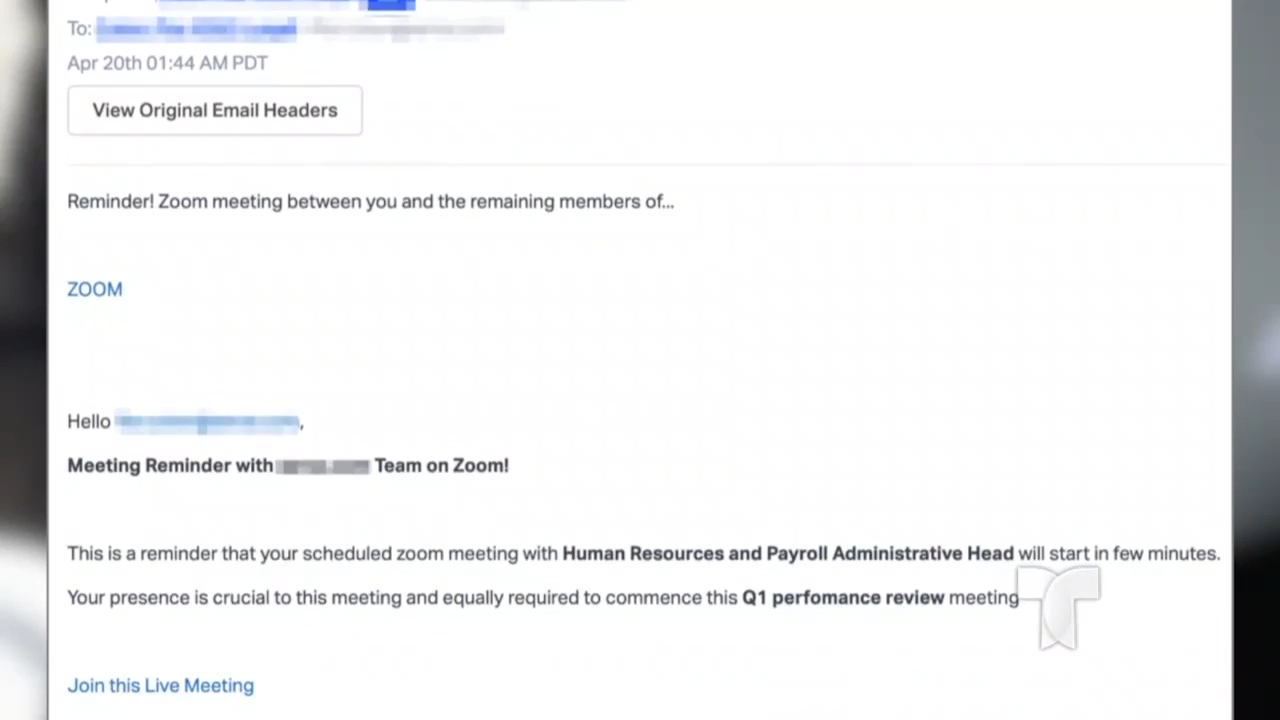 To:
Apr 20th 01:44 AM PDT
View Original Email Headers
Reminder! Zoom meeting between you and the remaining members of...
ZOOM
Hello ,
Meeting Reminder with Team on Zoom!
This is a reminder that your scheduled zoom meeting with Human Resources and Payroll Administrative Head will start in few minutes.
Your presence is crucial to this meeting and equally required to commence this Q1 perfomance review meeting
Join this Live Meeting